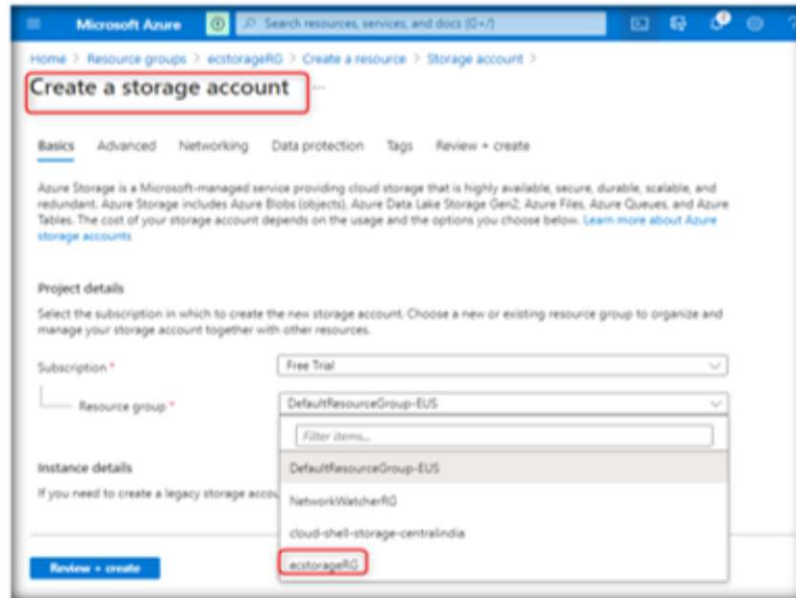 Microsoft Azure
Search resources, services, and docs (G+/)
Home > Resource groups > ecstorageRG > Create a resource > Storage account >
Create a storage account ...
Basics Advanced Networking Data protection Tags Review + create
Azure Storage is a Microsoft-managed service providing cloud storage that is highly available, secure, durable, scalable, and
redundant. Azure Storage includes Azure Blobs (objects), Azure Data Lake Storage Gen2, Azure Files, Azure Queues, and Azure
Tables. The cost of your storage account depends on the usage and the options you choose below. Learn more about Azure
storage accounts
Project details
Select the subscription in which to create the new storage account. Choose a new or existing resource group to organize and
manage your storage account together with other resources.
Subscription *
Free Trial
Resource group *
DefaultResourceGroup-EUS
Filter items...
DefaultResourceGroup-EUS
NetworkWatcherRG
cloud-shell-storage-centralindia
ecstorageRG
Instance details
If you need to create a legacy storage accou
Review + create